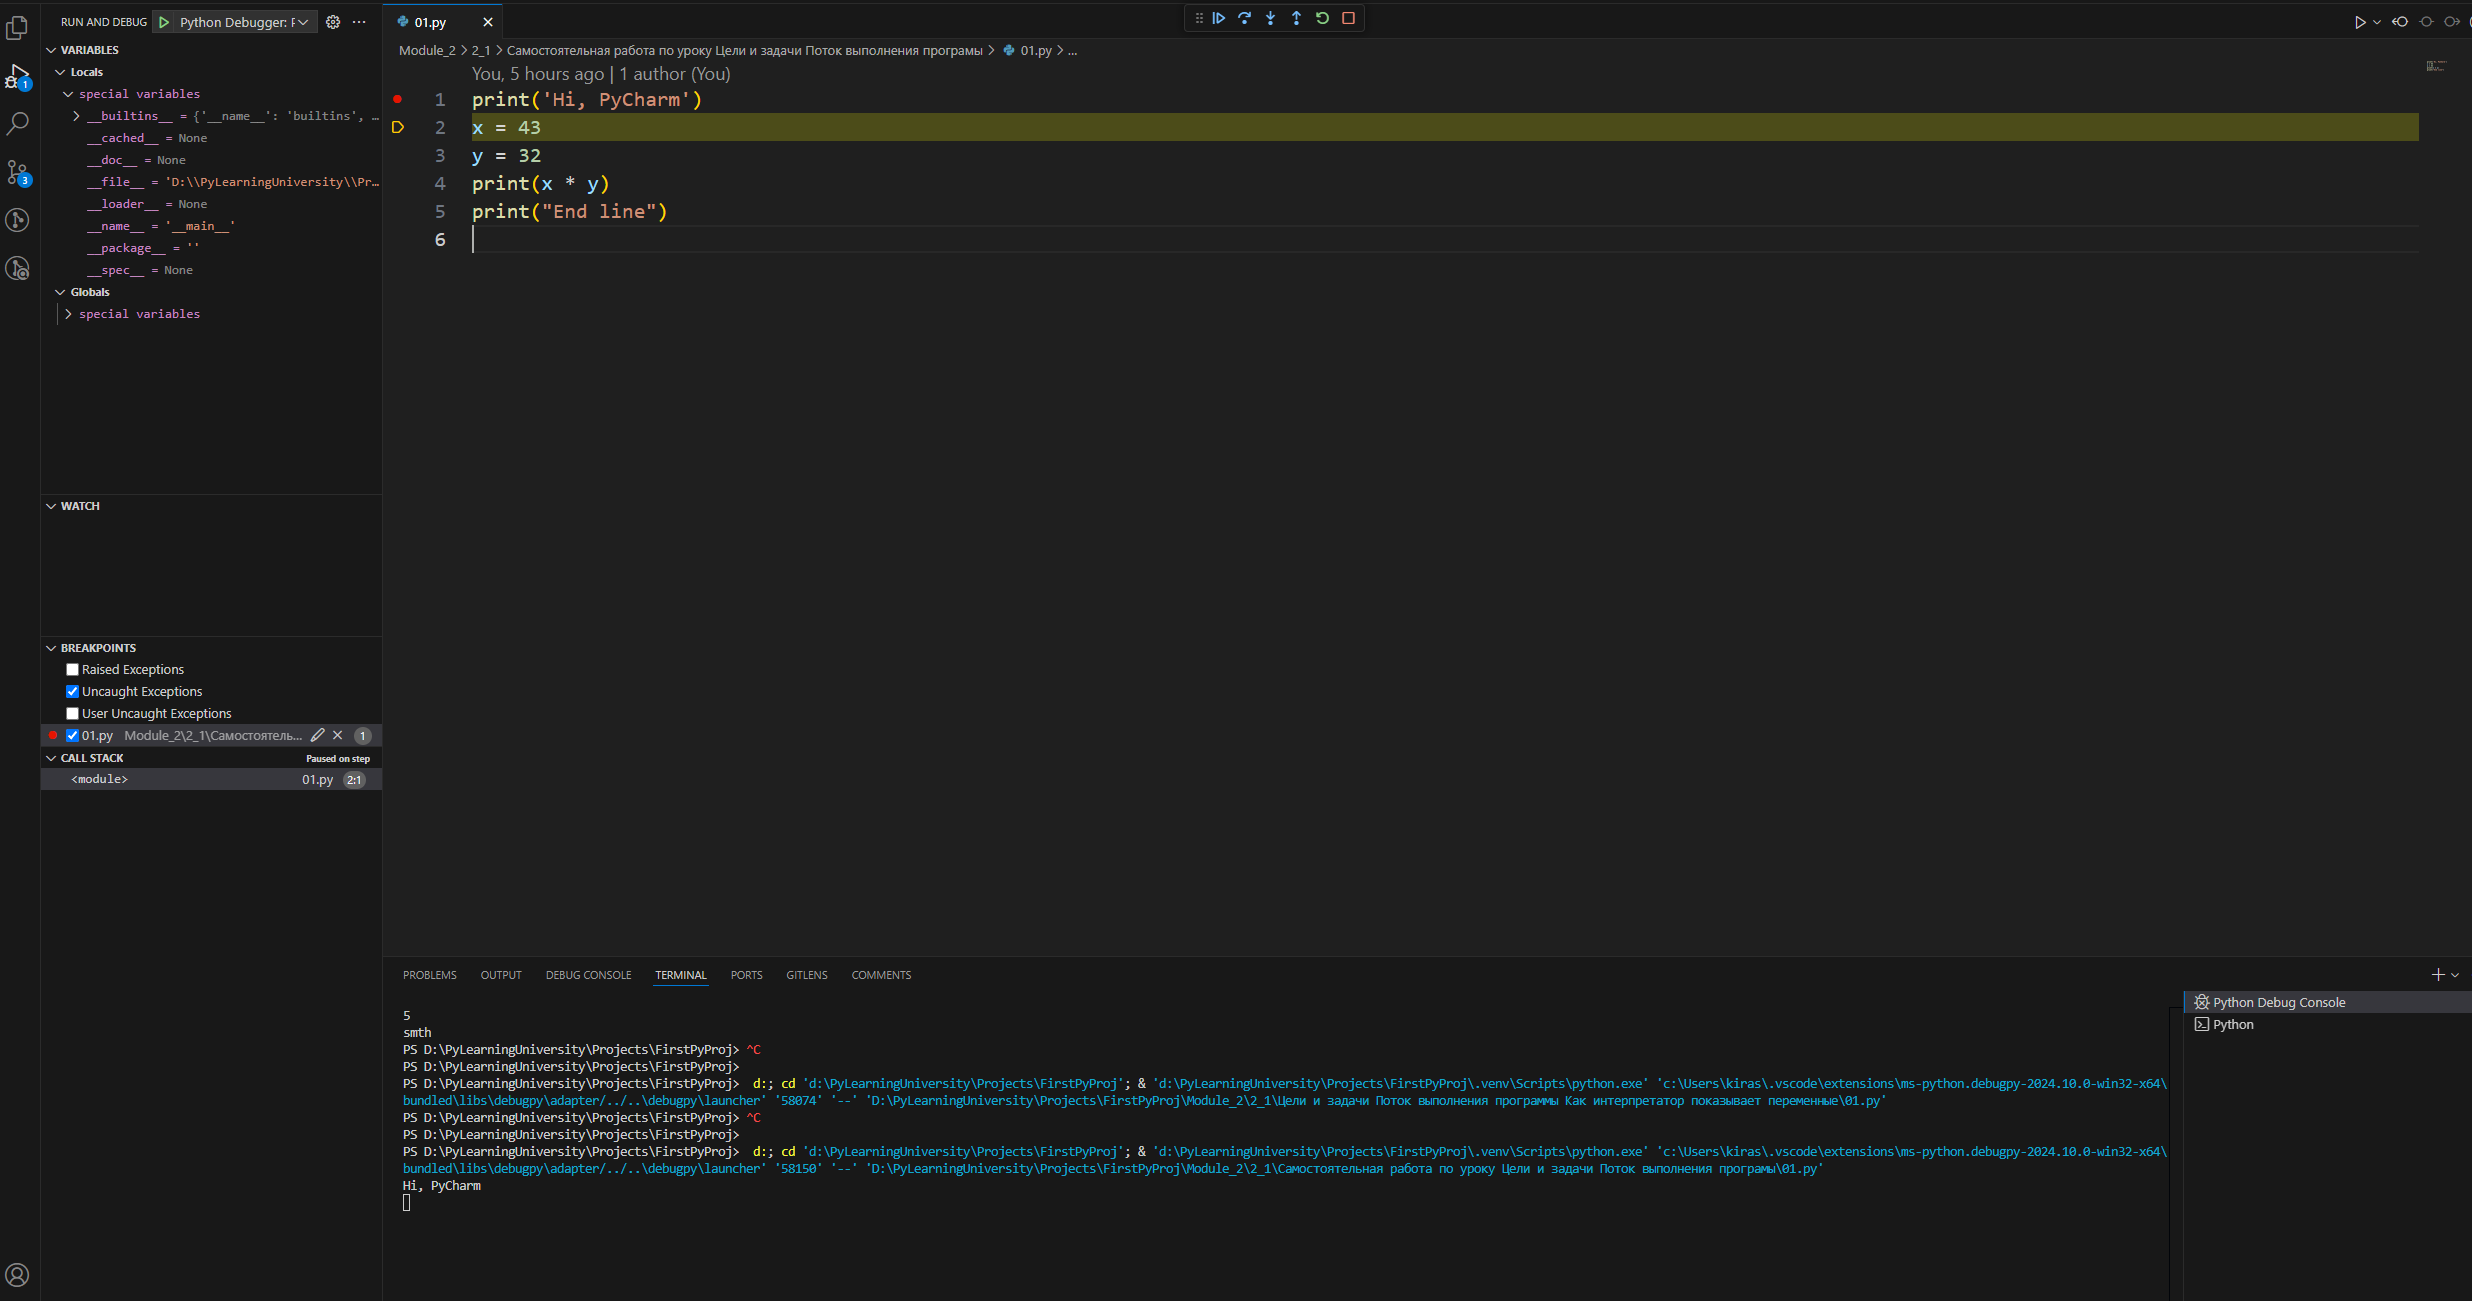 RUN AND DEBUG Python Debugger: F
VARIABLES
Locals
special variables
__builtins__ = {'__name__': 'builtins', …
__cached__ = None
__doc__ = None
__file__ = 'D:\\PyLearningUniversity\\Pr…
__loader__ = None
__name__ = '__main__'
__package__ = ''
__spec__ = None
Globals
special variables
WATCH
BREAKPOINTS
Raised Exceptions
Uncaught Exceptions
User Uncaught Exceptions
01.py Module_2\2_1\Самостоятель... 1
CALL STACK Paused on step
<module> 01.py 2:1
1
3
01.py
Module_2 > 2_1 > Самостоятельная работа по уроку Цели и задачи Поток выполнения програмы > 01.py > ...
You, 5 hours ago | 1 author (You)
1 print('Hi, PyCharm')
2 x = 43
3 y = 32
4 print(x * y)
5 print("End line")
6
PROBLEMS OUTPUT DEBUG CONSOLE TERMINAL PORTS GITLENS COMMENTS
5
smth
PS D:\PyLearningUniversity\Projects\FirstPyProj> ^C
PS D:\PyLearningUniversity\Projects\FirstPyProj>
PS D:\PyLearningUniversity\Projects\FirstPyProj>  d:; cd 'd:\PyLearningUniversity\Projects\FirstPyProj'; & 'd:\PyLearningUniversity\Projects\FirstPyProj\.venv\Scripts\python.exe' 'c:\Users\kiras\.vscode\extensions\ms-python.debugpy-2024.10.0-win32-x64\
bundled\libs\debugpy\adapter/../..\debugpy\launcher' '58074' '--' 'D:\PyLearningUniversity\Projects\FirstPyProj\Module_2\2_1\Цели и задачи Поток выполнения программы Как интерпретатор показывает переменные\01.py'
PS D:\PyLearningUniversity\Projects\FirstPyProj> ^C
PS D:\PyLearningUniversity\Projects\FirstPyProj>
PS D:\PyLearningUniversity\Projects\FirstPyProj>  d:; cd 'd:\PyLearningUniversity\Projects\FirstPyProj'; & 'd:\PyLearningUniversity\Projects\FirstPyProj\.venv\Scripts\python.exe' 'c:\Users\kiras\.vscode\extensions\ms-python.debugpy-2024.10.0-win32-x64\
bundled\libs\debugpy\adapter/../..\debugpy\launcher' '58150' '--' 'D:\PyLearningUniversity\Projects\FirstPyProj\Module_2\2_1\Самостоятельная работа по уроку Цели и задачи Поток выполнения програмы\01.py'
Hi, PyCharm
Python Debug Console
Python